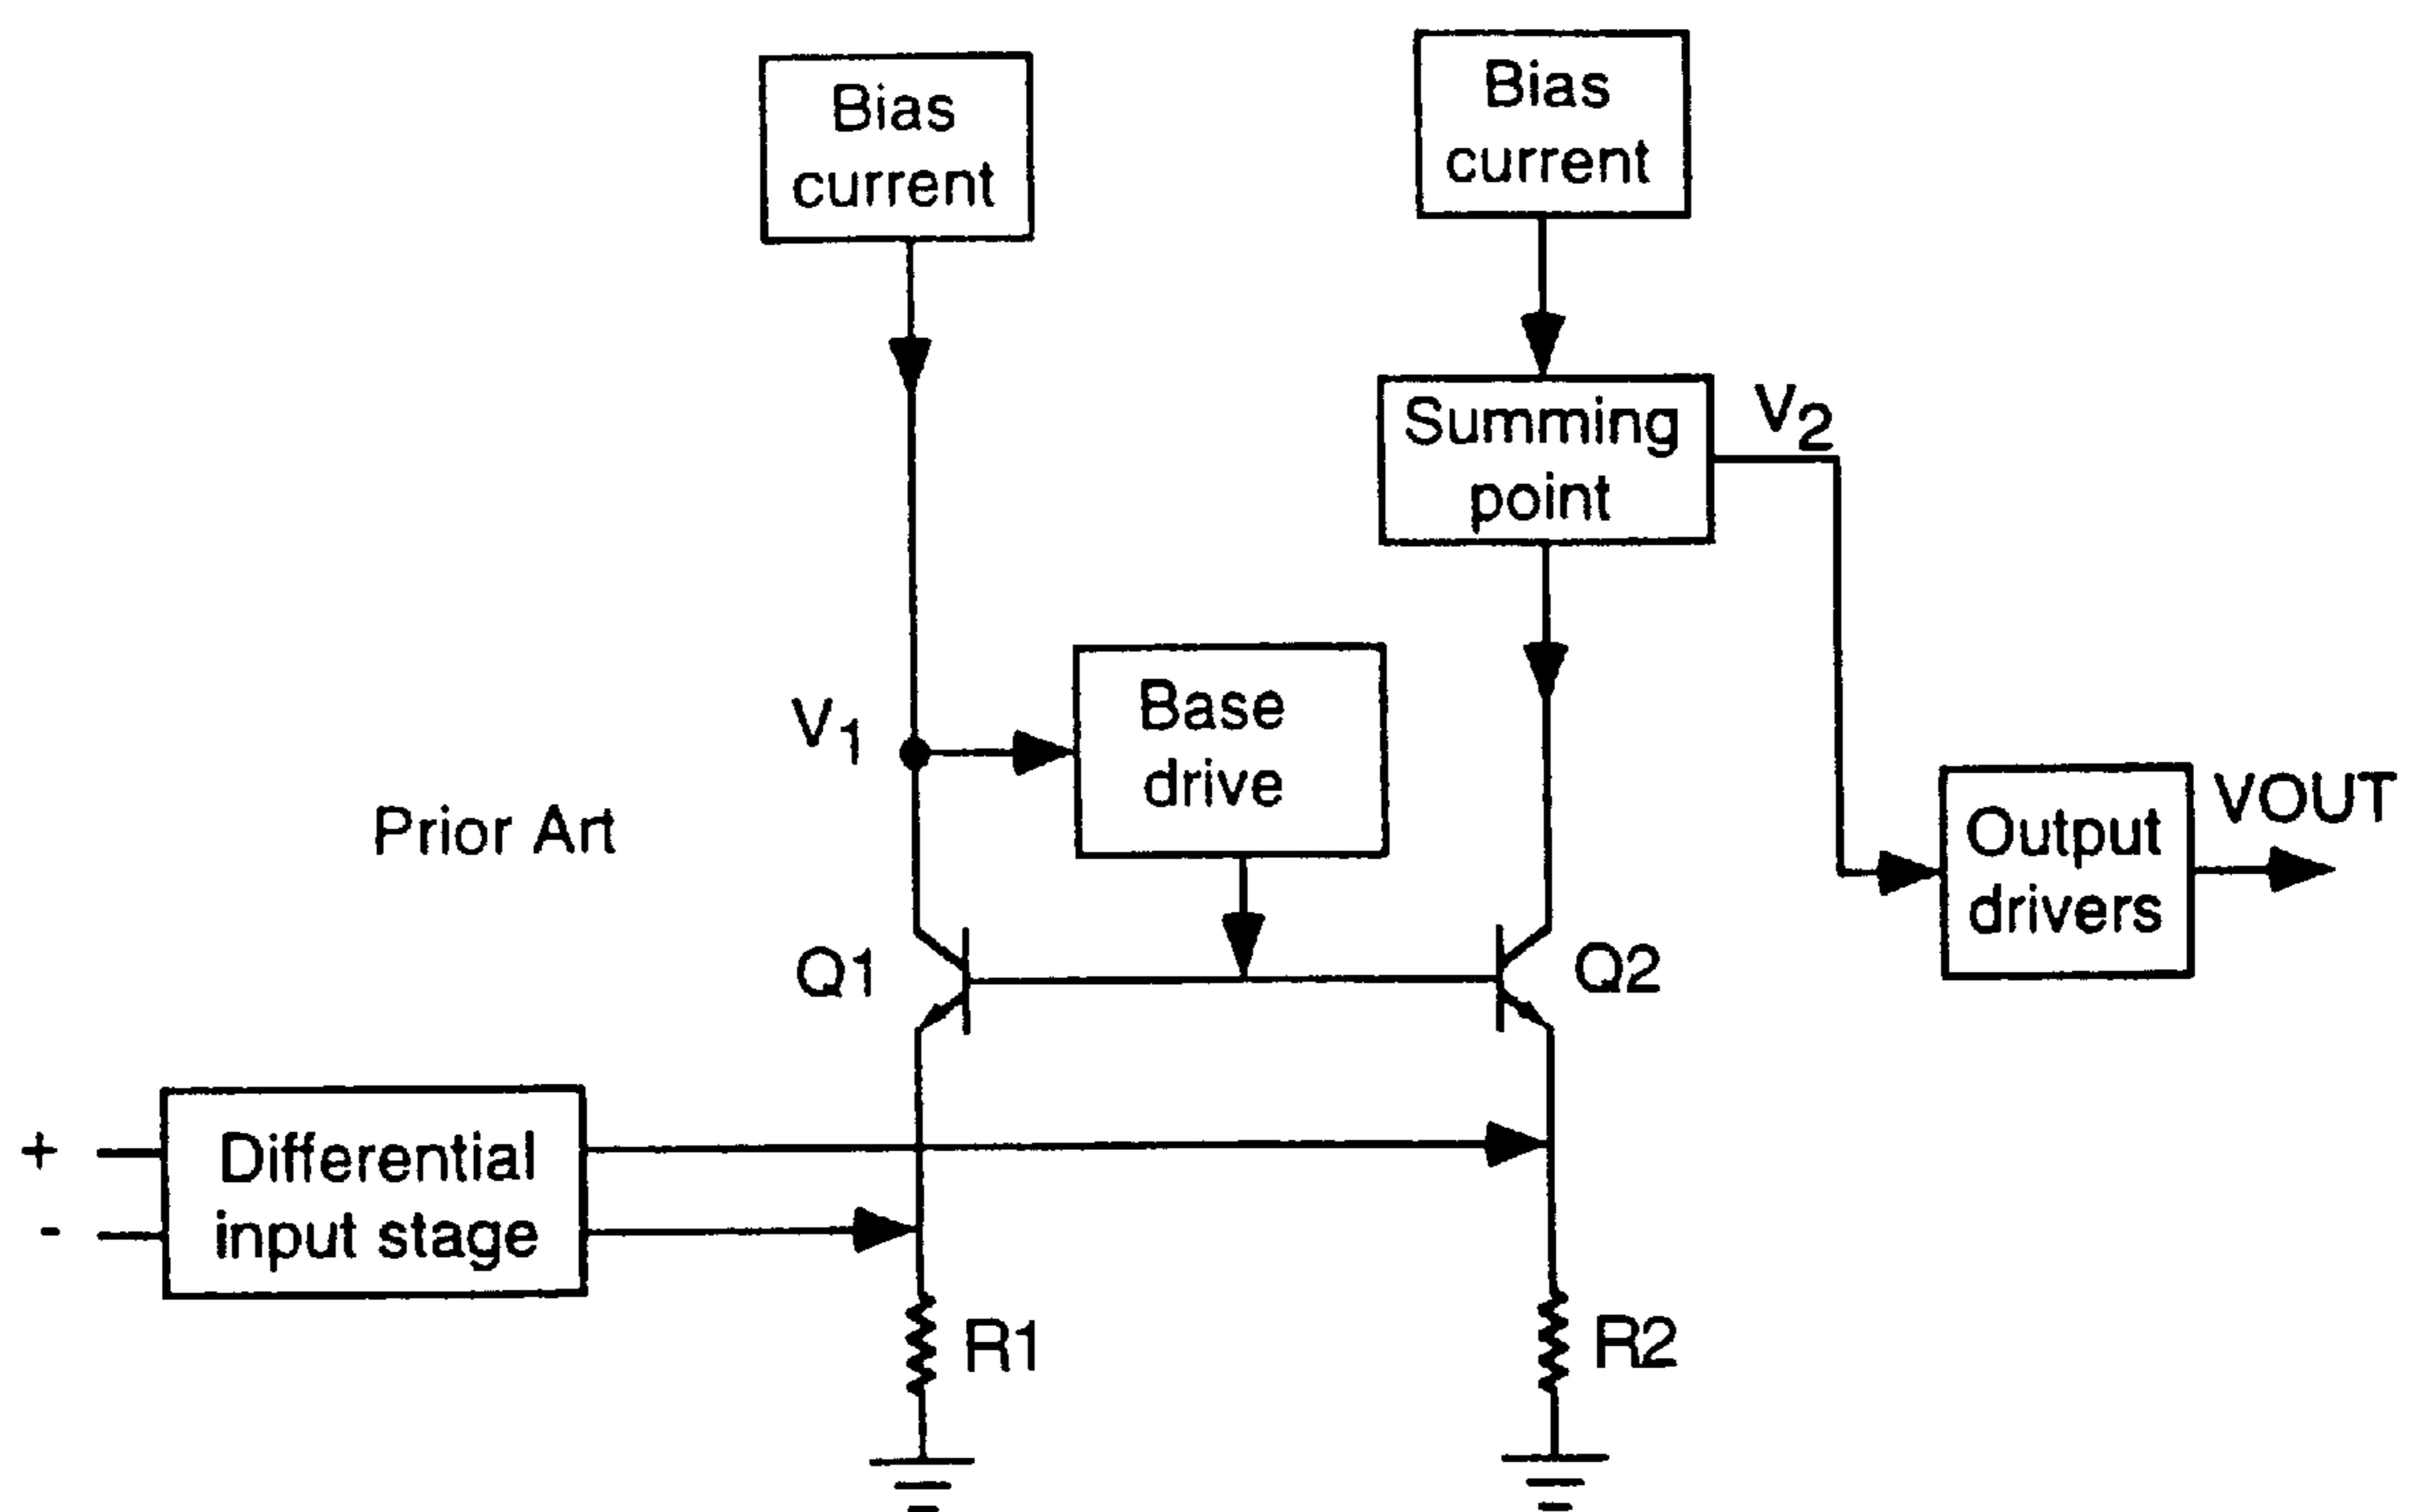 Bias
current
Bias
current
Summing
point
V2
V1
Base
drive
Prior Art
Output
drivers
VOUT
Q1
Q2
+
-
Differential
input stage
R1
R2